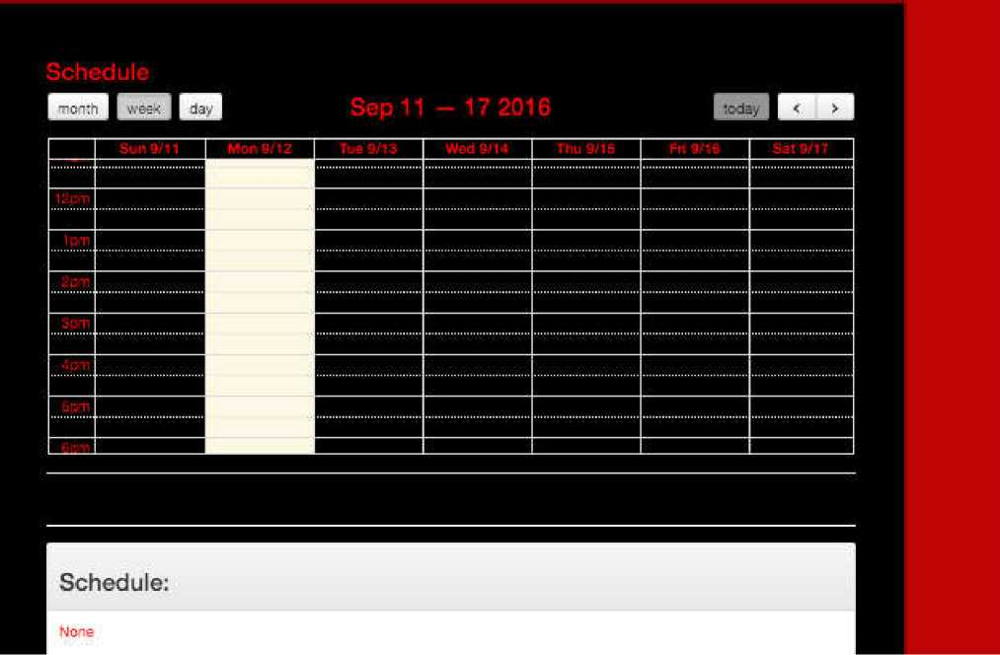 Schedule
month week day Sep 11 — 17 2016 today < >
Sun 9/11 Mon 9/12 Tue 9/13 Wed 9/14 Thu 9/15 Fri 9/16 Sat 9/17
12pm
1pm
2pm
3pm
4pm
5pm
6pm
Schedule:
None